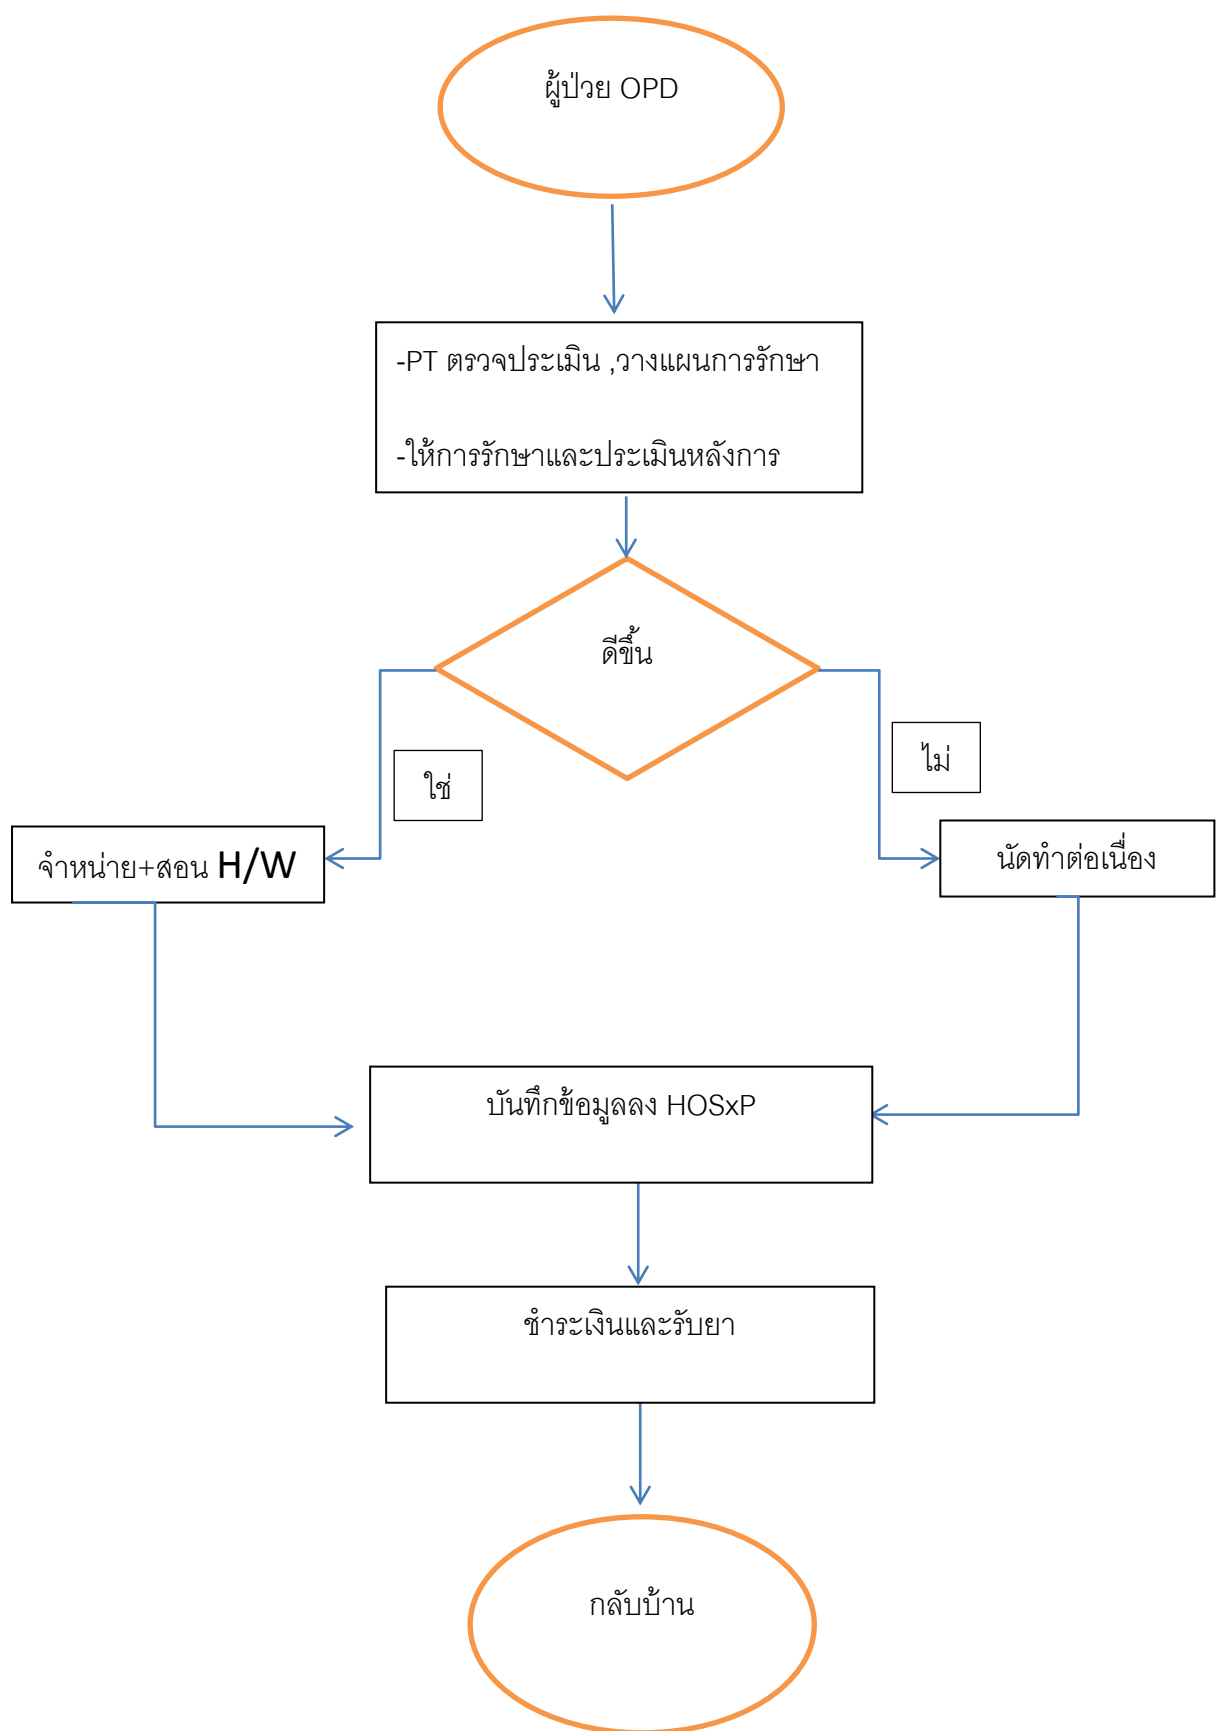 ผู้ป่วย OPD
-PT ตรวจประเมิน ,วางแผนการรักษา
-ให้การรักษาและประเมินหลังการ
ดีขึ้น
ใช่
ไม่
จำหน่าย+สอน H/W
นัดทำต่อเนื่อง
บันทึกข้อมูลลง HOSxP
ชำระเงินและรับยา
กลับบ้าน